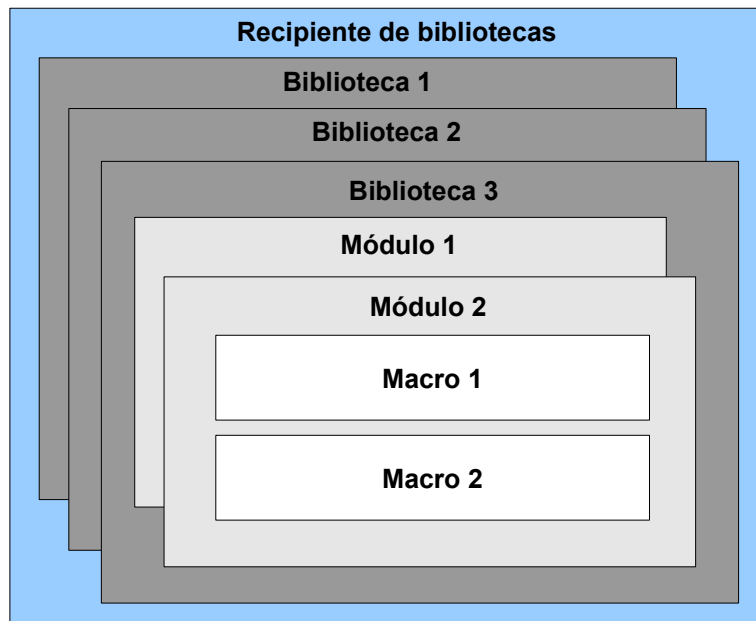 Recipiente de bibliotecas
Biblioteca 1
Biblioteca 2
Biblioteca 3
Módulo 1
Módulo 2
Macro 1
Macro 2